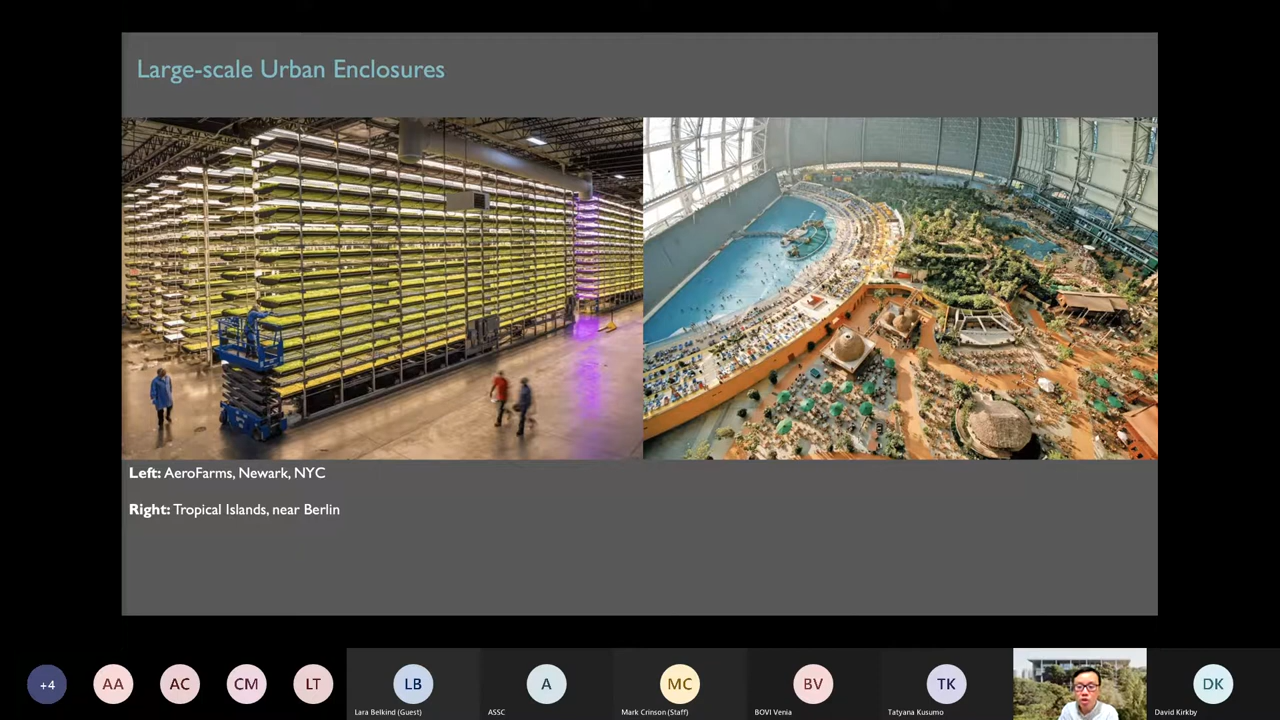 Large-scale Urban Enclosures
Left: AeroFarms, Newark, NYC
Right: Tropical Islands, near Berlin
+4
AA
AC
CM
LT
LB
A
MC
BV
TK
DK
Lara Belkind (Guest)
ASSC
Mark Crinson (Staff)
BOVI Venia
Tatyana Kusumo
David Kirkby